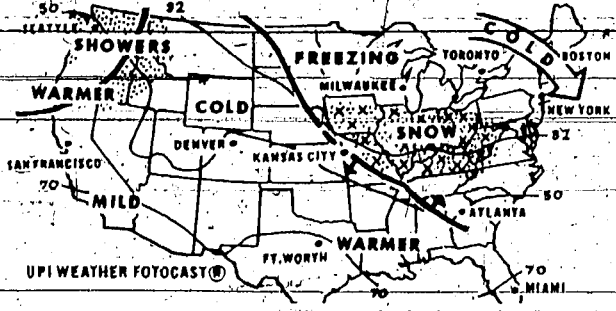 50
32
SEATTLE
SHOWERS
FREEZING
COLD
BOSTON
TORONTO
WARMER
MILWAUKEE
COLD
NEW YORK
SNOW
32
DENVER
KANSAS CITY
SAN FRANCISCO
70
MILD
50
ATLANTA
WARMER
FT. WORTH
UPI WEATHER FOTOCAST ®
70
70
MIAMI